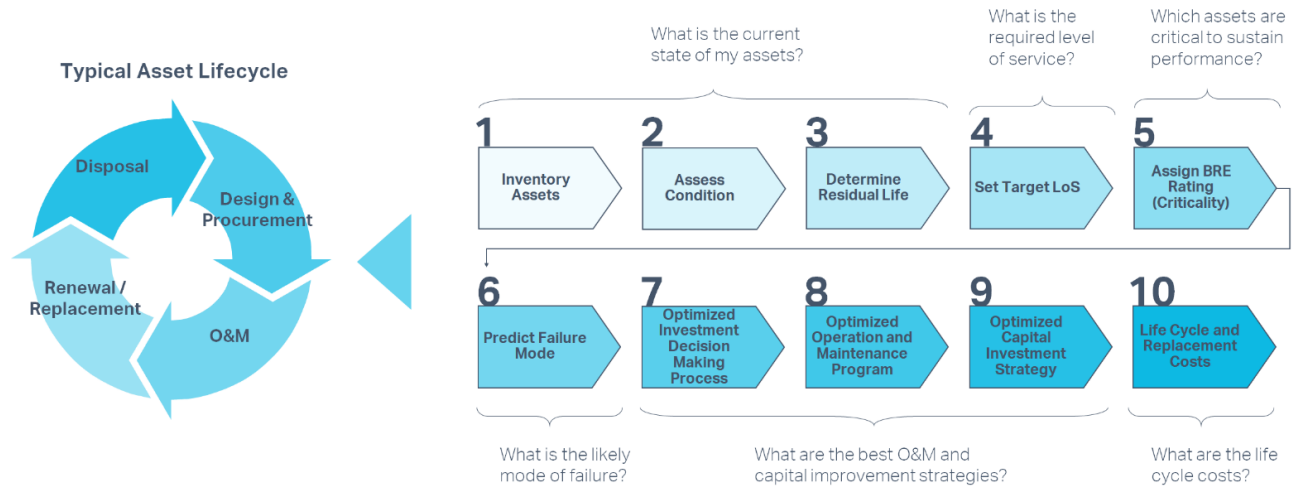 What is the current
state of my assets?
What is the
required level
of service?
Which assets are
critical to sustain
performance?
Typical Asset Lifecycle
Disposal
Design &
Procurement
Renewal /
Replacement
O&M
1
Inventory
Assets
2
Assess
Condition
3
Determine
Residual Life
4
Set Target LoS
5
Assign BRE
Rating
(Criticality)
6
Predict Failure
Mode
7
Optimized
Investment
Decision
Making
Process
8
Optimized
Operation and
Maintenance
Program
9
Optimized
Capital
Investment
Strategy
10
Life Cycle and
Replacement
Costs
What is the likely
mode of failure?
What are the best O&M and
capital improvement strategies?
What are the life
cycle costs?